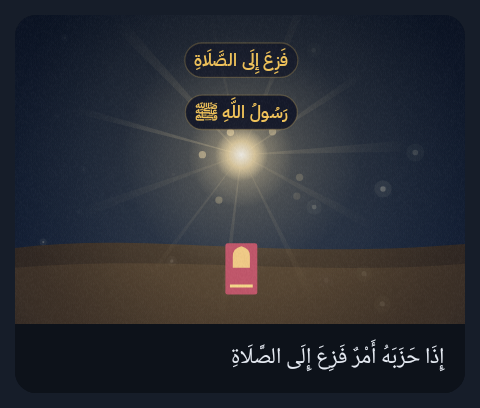 فَزِعَ إِلَى الصَّلَاةِ
رَسُولُ اللَّهِ ﷺ
إِذَا حَزَبَهُ أَمْرٌ فَزِعَ إِلَى الصَّلَاةِ